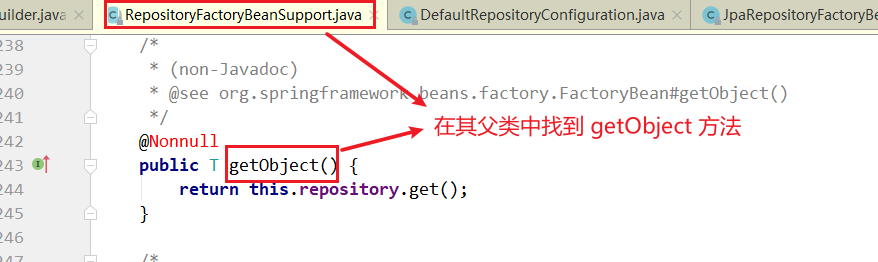 uilder.java
RepositoryFactoryBeanSupport.java
DefaultRepositoryConfiguration.java
JpaRepositoryFactoryBe
238 /*
239 * (non-Javadoc)
240 * @see org.springframework.beans.factory.FactoryBean#getObject()
241 */
242 @Nonnull
243 public T getObject() {
244 return this.repository.get();
245 }
246
247 /*
在其父类中找到 getObject 方法